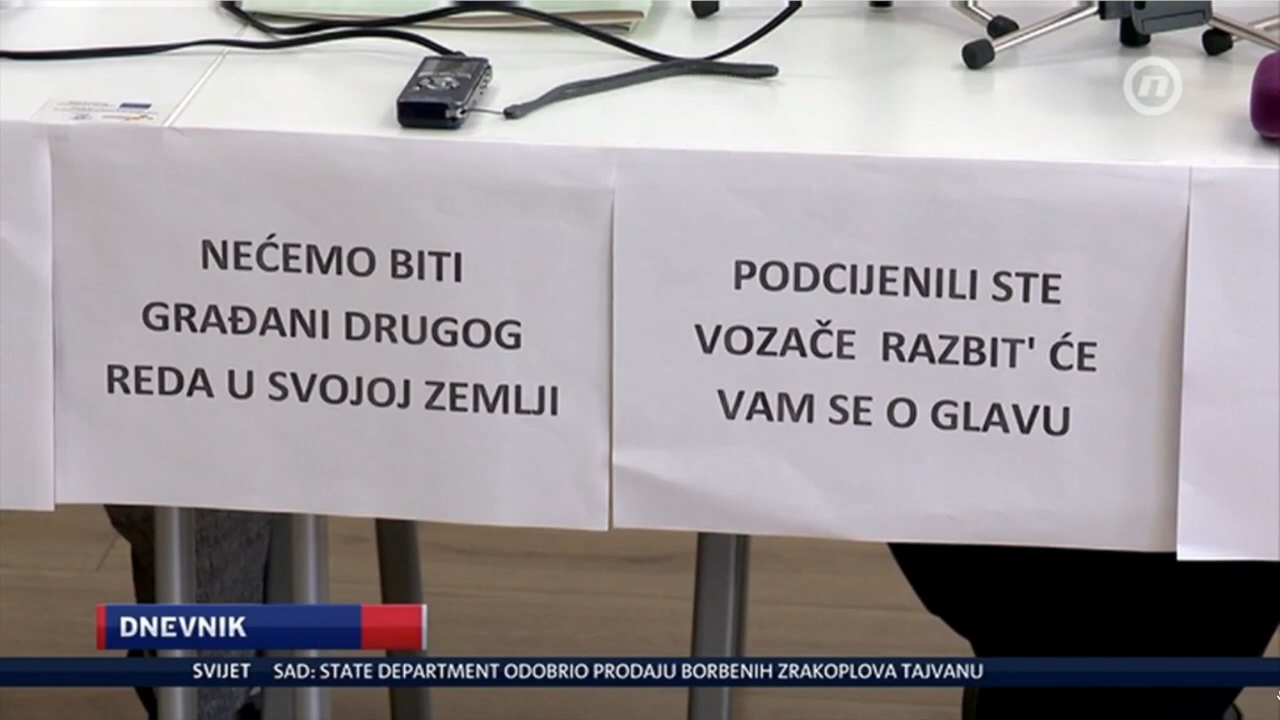 NEĆEMO BITI
GRAĐANI DRUGOG
REDA U SVOJOJ ZEMLJI
PODCIJENILI STE
VOZAČE RAZBIT' ĆE
VAM SE O GLAVU
DNEVNIK
SVIJET SAD: STATE DEPARTMENT ODOBRIO PRODAJU BORBENIH ZRAKOPLOVA TAJVANU